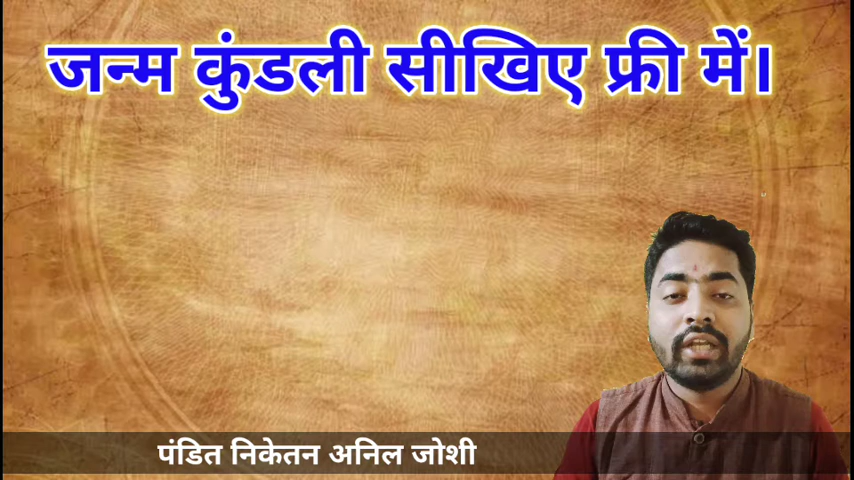 जन्म कुंडली सीखिए फ्री में।
पंडित निकेतन अनिल जोशी